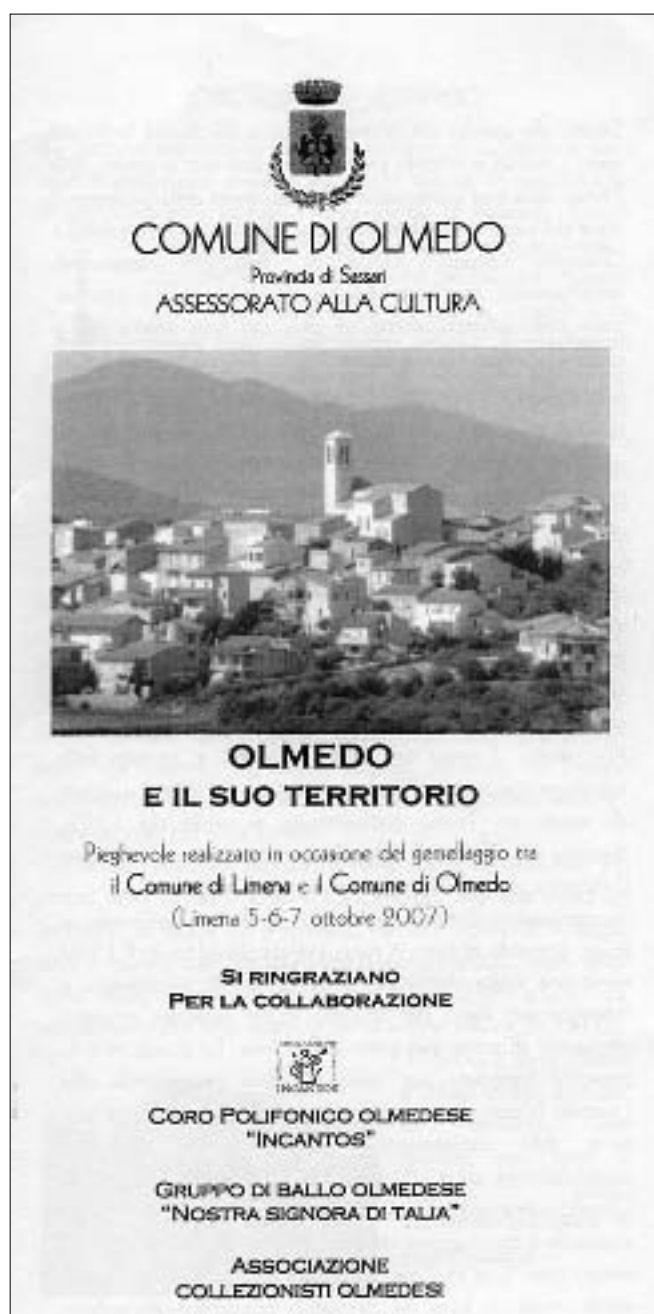 COMUNE DI OLMEDO
Provincia di Sassari
ASSESSORATO ALLA CULTURA
OLMEDO
E IL SUO TERRITORIO
Pieghevole realizzato in occasione del gemellaggio tra
il Comune di Limena e il Comune di Olmedo
(Limena 5-6-7 ottobre 2007)
SI RINGRAZIANO
PER LA COLLABORAZIONE
CORO POLIFONICO OLMEDESE
"INCANTOS"
GRUPPO DI BALLO OLMEDESE
"NOSTRA SIGNORA DI TALIA"
ASSOCIAZIONE
COLLEZIONISTI OLMEDESI